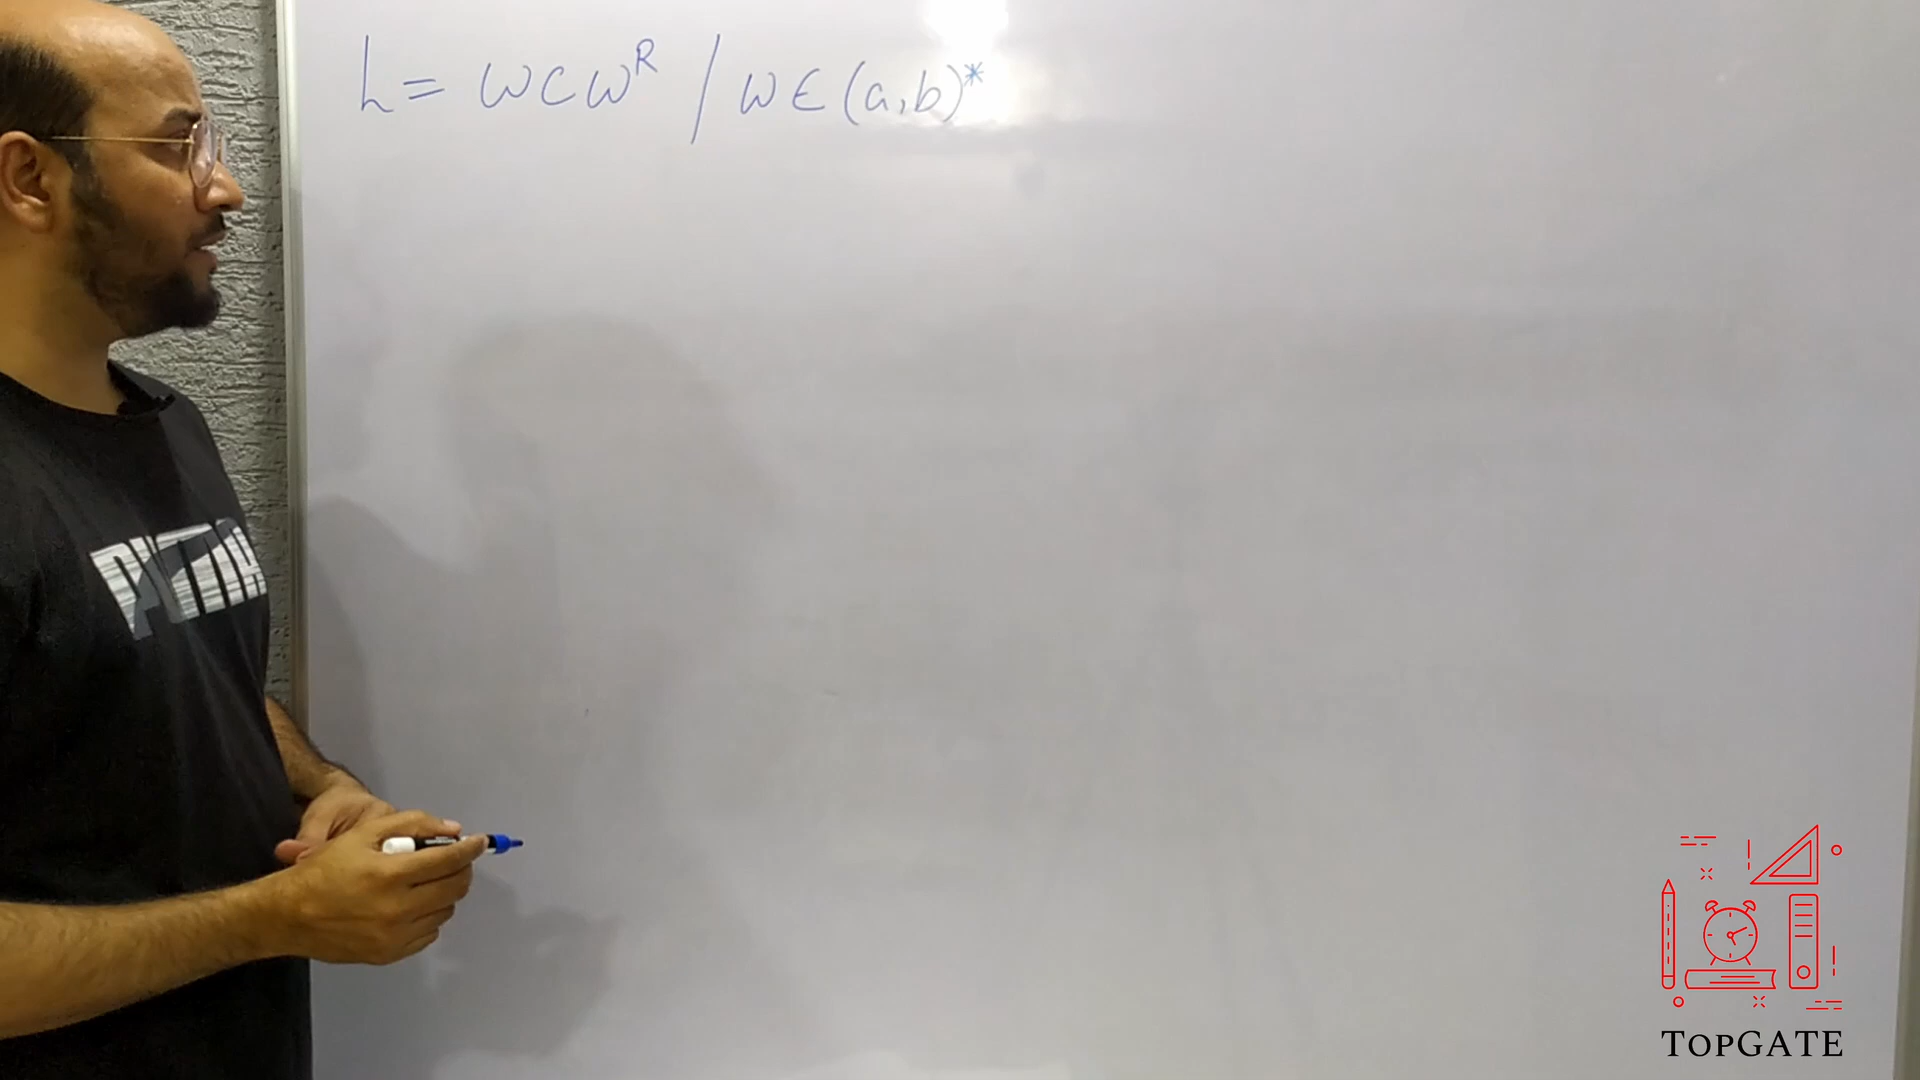 L = WCW^R / W ∈ (a,b)*
TOPGATE